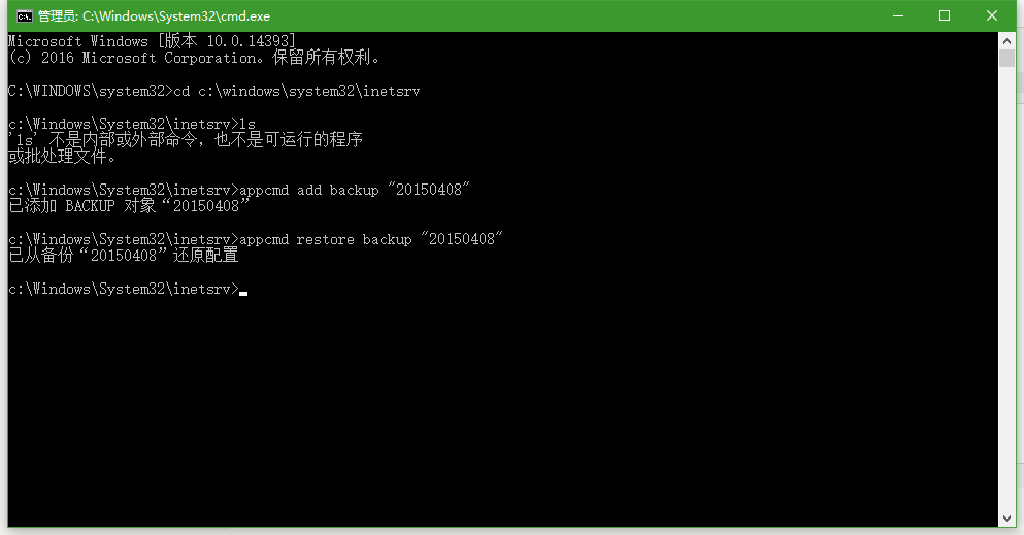 管理员: C:\Windows\System32\cmd.exe
Microsoft Windows [版本 10.0.14393]
(c) 2016 Microsoft Corporation。保留所有权利。
C:\WINDOWS\system32>cd c:\windows\system32\inetsrv
c:\Windows\System32\inetsrv>ls
'ls' 不是内部或外部命令，也不是可运行的程序
或批处理文件。
c:\Windows\System32\inetsrv>appcmd add backup "20150408"
已添加 BACKUP 对象“20150408”
c:\Windows\System32\inetsrv>appcmd restore backup "20150408"
已从备份“20150408”还原配置
c:\Windows\System32\inetsrv>